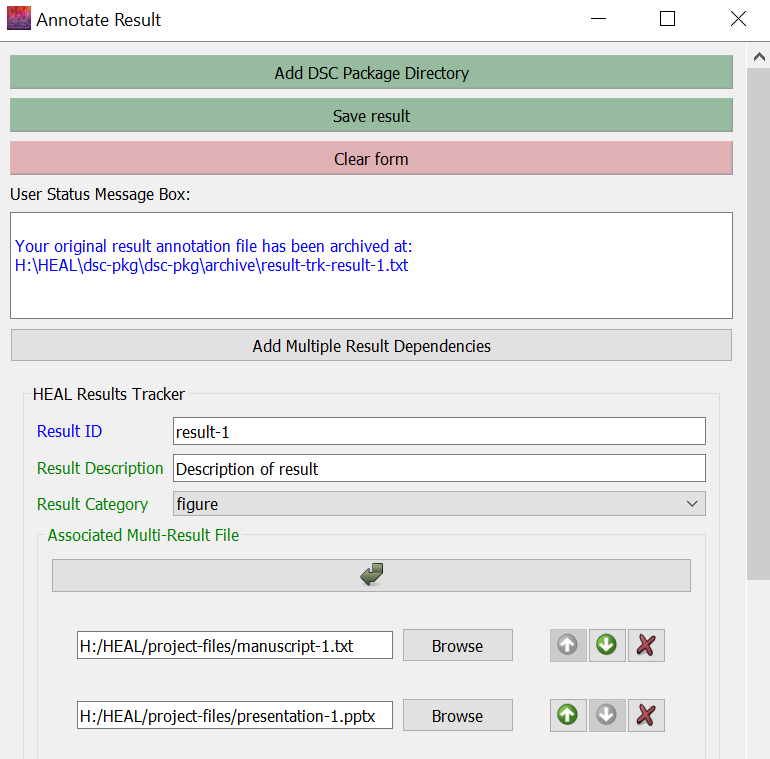 Annotate Result
Add DSC Package Directory
Save result
Clear form
User Status Message Box:
Your original result annotation file has been archived at:
H:\HEAL\dsc-pkg\dsc-pkg\archive\result-trk-result-1.txt
Add Multiple Result Dependencies
HEAL Results Tracker
Result ID result-1
Result Description Description of result
Result Category figure
Associated Multi-Result File
H:/HEAL/project-files/manuscript-1.txt Browse
H:/HEAL/project-files/presentation-1.pptx Browse